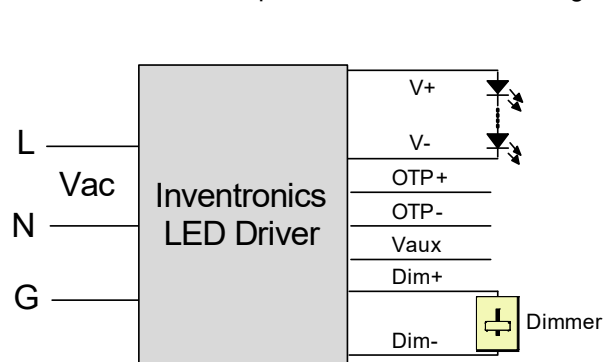 L
Vac
N
G
Inventronics
LED Driver
V+
V-
OTP+
OTP-
Vaux
Dim+
Dim-
Dimmer